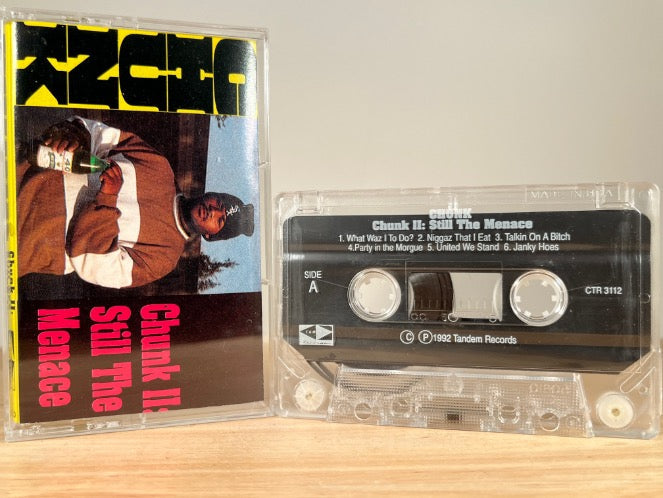 CHUNK
Chunk II:
Still The
Menace
Chunk II:
CHUNK
Chunk II: Still The Menace
1. What Waz I To Do? 2. Niggaz That I Eat 3. Talkin On A Bitch
4.Party in the Morgue 5. United We Stand 6. Janky Hoes
SIDE
A
CTR 3112
© ℗1992 Tandem Records